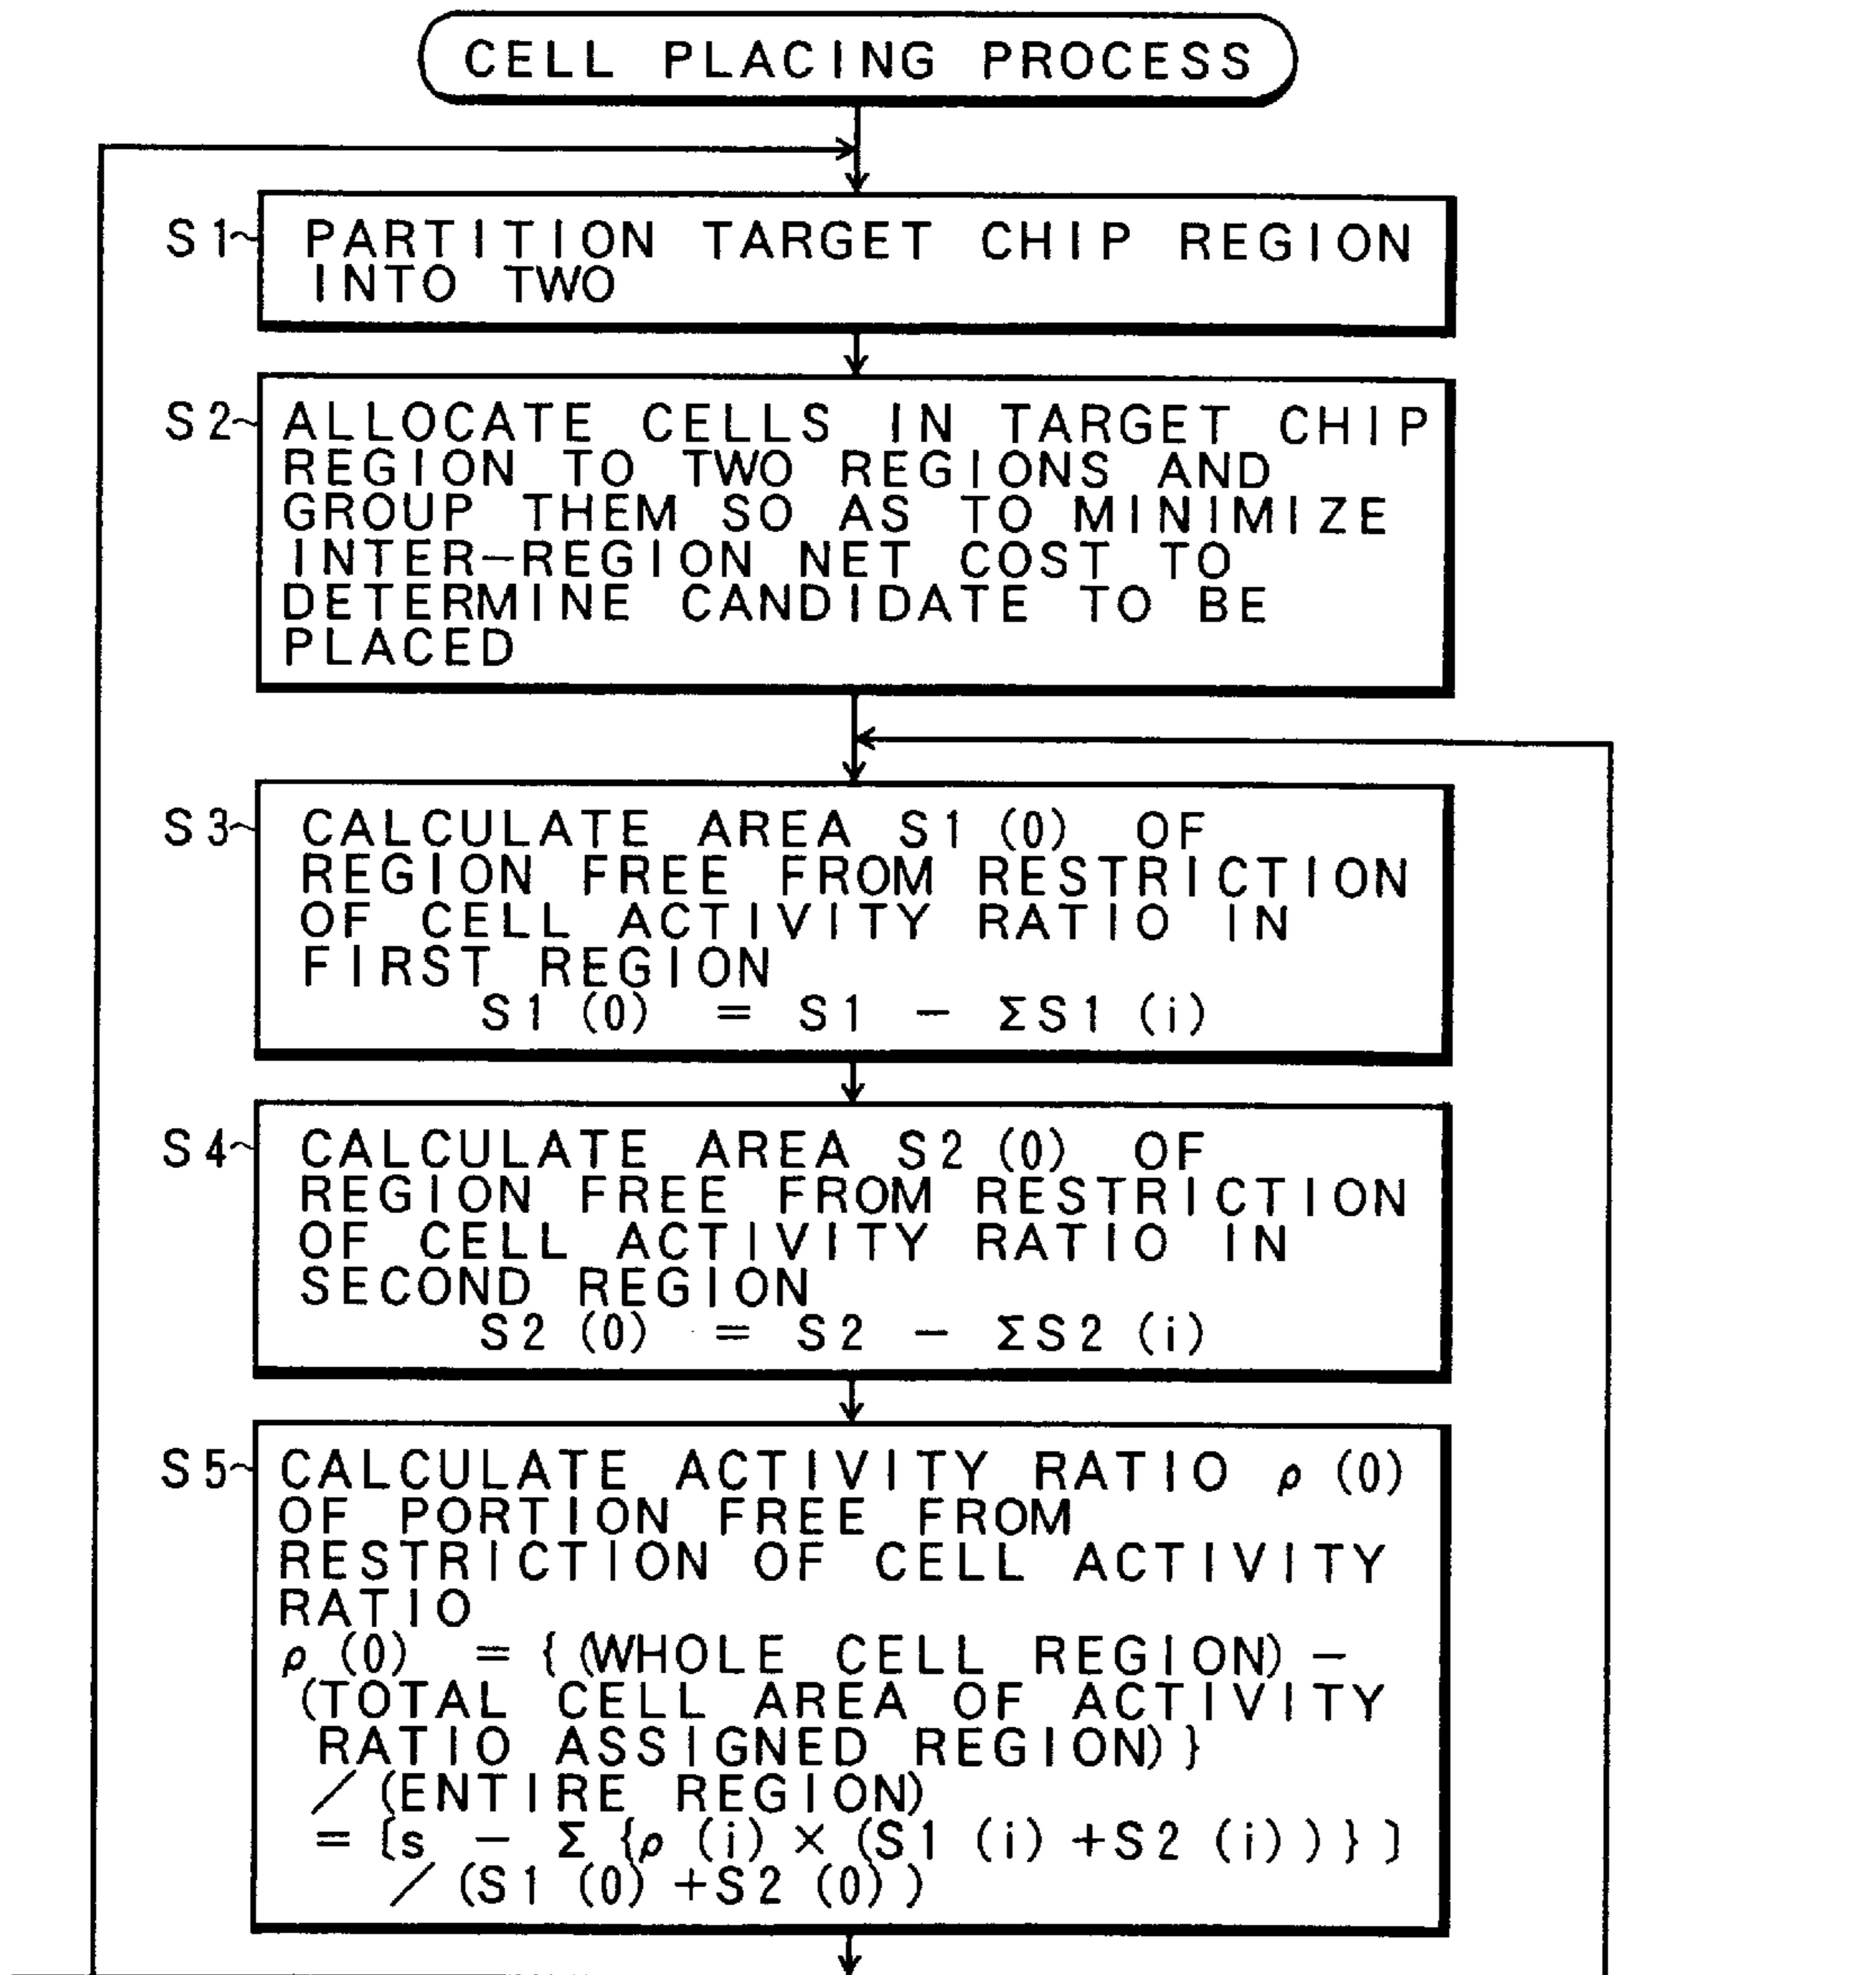 CELL PLACING PROCESS
S1~ PARTITION TARGET CHIP REGION
INTO TWO
S2~ ALLOCATE CELLS IN TARGET CHIP
REGION TO TWO REGIONS AND
GROUP THEM SO AS TO MINIMIZE
INTER-REGION NET COST TO
DETERMINE CANDIDATE TO BE
PLACED
S3~ CALCULATE AREA S1 (0) OF
REGION FREE FROM RESTRICTION
OF CELL ACTIVITY RATIO IN
FIRST REGION
S1 (0) = S1 - ΣS1 (i)
S4~ CALCULATE AREA S2 (0) OF
REGION FREE FROM RESTRICTION
OF CELL ACTIVITY RATIO IN
SECOND REGION
S2 (0) = S2 - ΣS2 (i)
S5~ CALCULATE ACTIVITY RATIO ρ (0)
OF PORTION FREE FROM
RESTRICTION OF CELL ACTIVITY
RATIO
ρ (0) = { (WHOLE CELL REGION) -
(TOTAL CELL AREA OF ACTIVITY
RATIO ASSIGNED REGION) }
/ (ENTIRE REGION)
= [s - Σ {ρ (i) × (S1 (i) +S2 (i) ) } ]
/ (S1 (0) +S2 (0) )